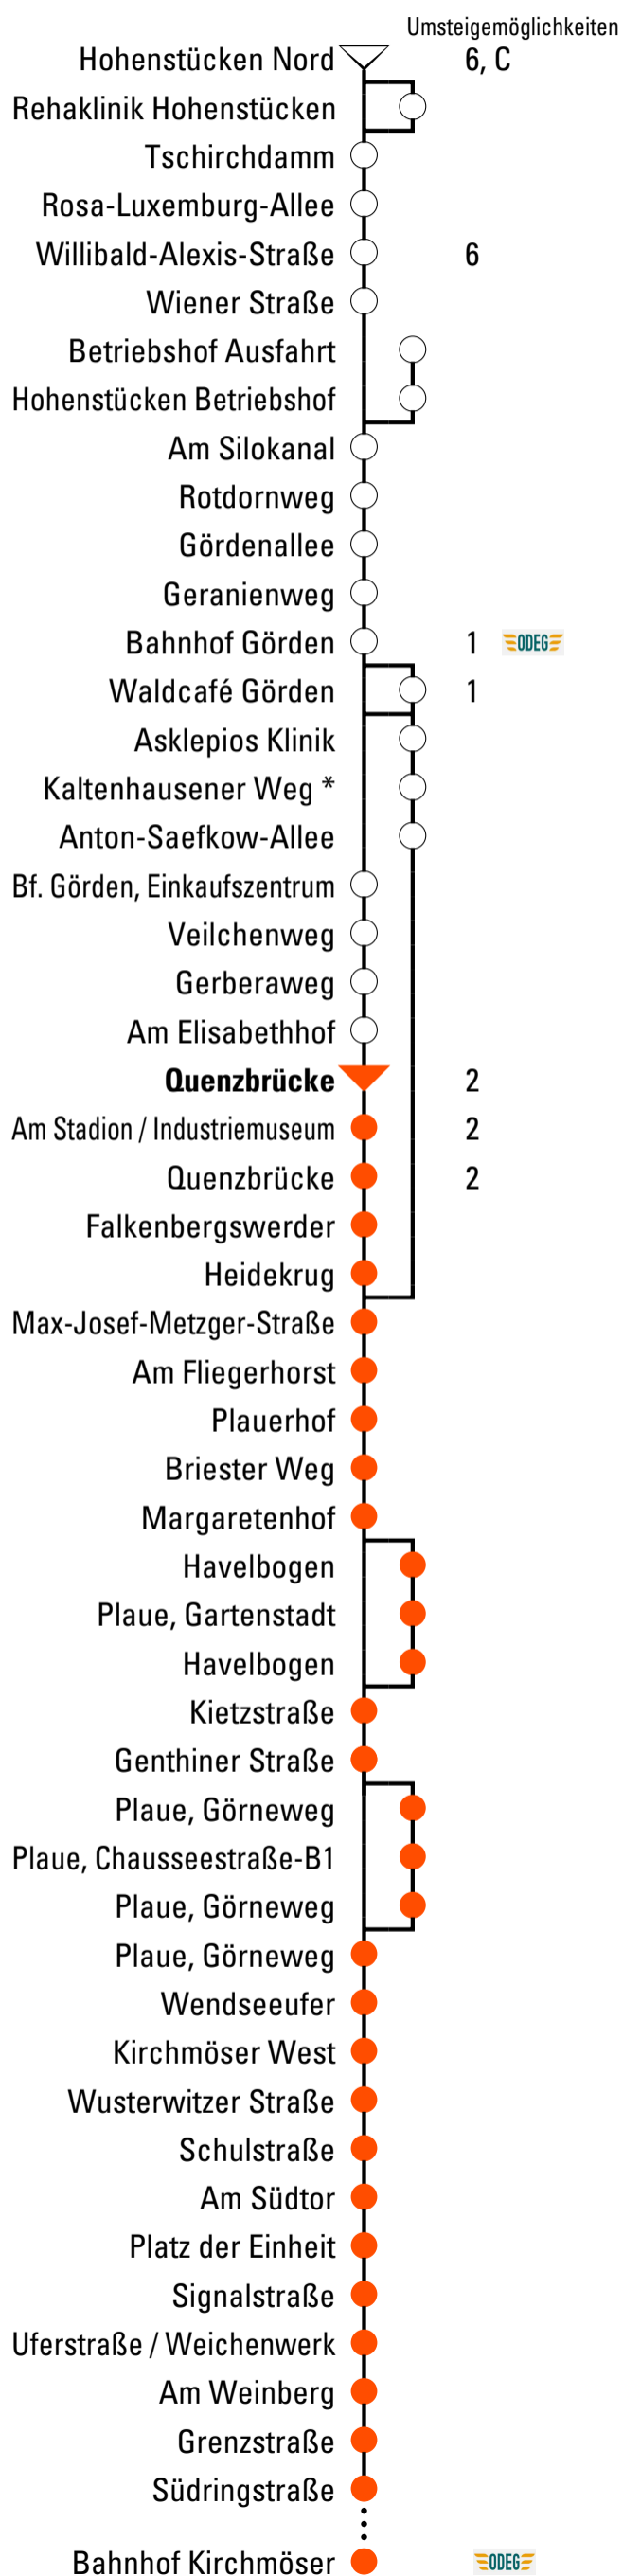 Umsteigemöglichkeiten
Hohenstücken Nord 6, C
Rehaklinik Hohenstücken
Tschirchdamm
Rosa-Luxemburg-Allee
Willibald-Alexis-Straße 6
Wiener Straße
Betriebshof Ausfahrt
Hohenstücken Betriebshof
Am Silokanal
Rotdornweg
Gördenallee
Geranienweg
Bahnhof Görden 1 ODEG
Waldcafé Görden 1
Asklepios Klinik
Kaltenhausener Weg *
Anton-Saefkow-Allee
Bf. Görden, Einkaufszentrum
Veilchenweg
Gerberaweg
Am Elisabethhof
Quenzbrücke 2
Am Stadion / Industriemuseum 2
Quenzbrücke 2
Falkenbergswerder
Heidekrug
Max-Josef-Metzger-Straße
Am Fliegerhorst
Plauerhof
Briester Weg
Margaretenhof
Havelbogen
Plaue, Gartenstadt
Havelbogen
Kietzstraße
Genthiner Straße
Plaue, Görneweg
Plaue, Chausseestraße-B1
Plaue, Görneweg
Plaue, Görneweg
Wendseeufer
Kirchmöser West
Wusterwitzer Straße
Schulstraße
Am Südtor
Platz der Einheit
Signalstraße
Uferstraße / Weichenwerk
Am Weinberg
Grenzstraße
Südringstraße
Bahnhof Kirchmöser ODEG